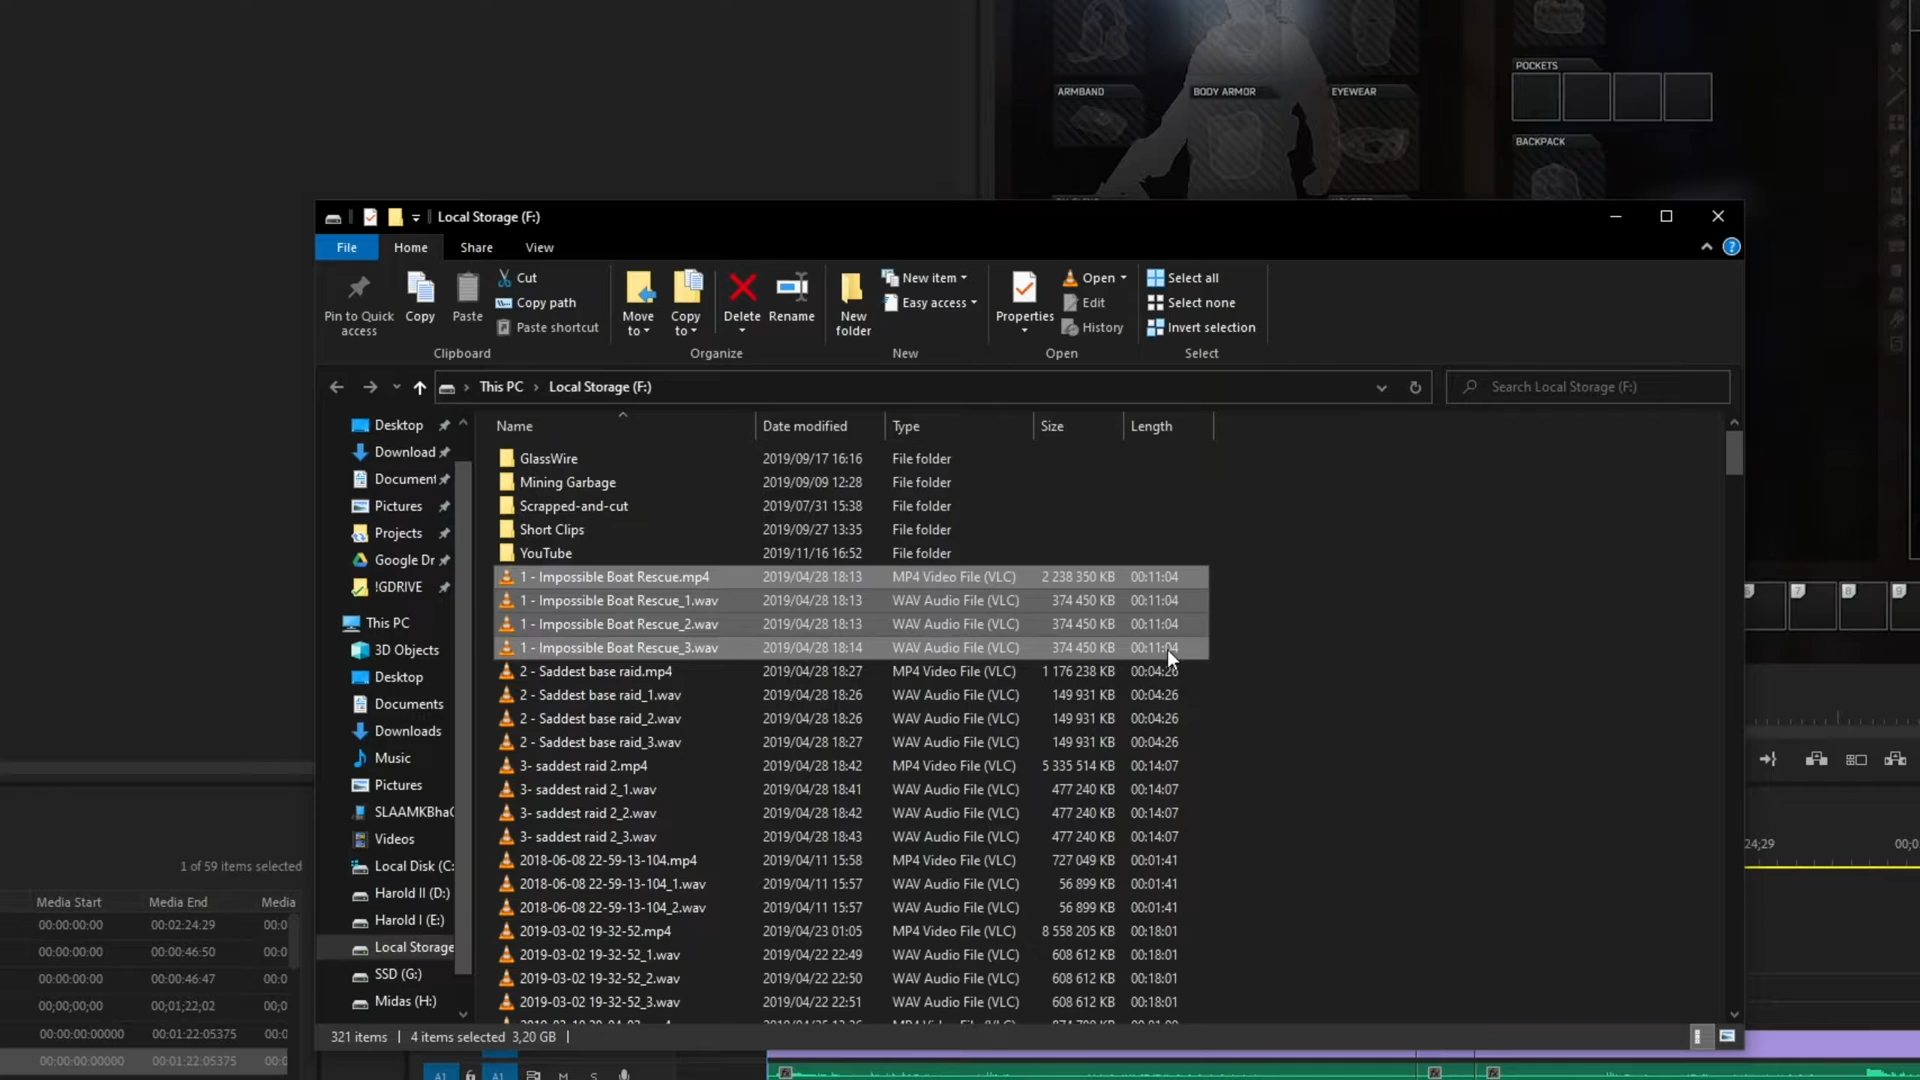 POCKETS
ARMBAND
BODY ARMOR
EYEWEAR
BACKPACK
Local Storage (F:)
File
Home
Share
View
Pin to Quick access
Copy
Paste
Cut
Copy path
Paste shortcut
Clipboard
Move to
Copy to
Delete
Rename
Organize
New folder
New item
Easy access
New
Properties
Open
Edit
History
Open
Select all
Select none
Invert selection
Select
This PC > Local Storage (F:)
Search Local Storage (F:)
Desktop
Download
Document
Pictures
Projects
Google Dr
!GDRIVE
This PC
3D Objects
Desktop
Documents
Downloads
Music
Pictures
SLAAMKBha
Videos
Local Disk (C:
Harold II (D:)
Harold I (E:)
Local Storage
SSD (G:)
Midas (H:)
Name Date modified Type Size Length
GlassWire 2019/09/17 16:16 File folder
Mining Garbage 2019/09/09 12:28 File folder
Scrapped-and-cut 2019/07/31 15:38 File folder
Short Clips 2019/09/27 13:35 File folder
YouTube 2019/11/16 16:52 File folder
1 - Impossible Boat Rescue.mp4 2019/04/28 18:13 MP4 Video File (VLC) 2 238 350 KB 00:11:04
1 - Impossible Boat Rescue_1.wav 2019/04/28 18:13 WAV Audio File (VLC) 374 450 KB 00:11:04
1 - Impossible Boat Rescue_2.wav 2019/04/28 18:13 WAV Audio File (VLC) 374 450 KB 00:11:04
1 - Impossible Boat Rescue_3.wav 2019/04/28 18:14 WAV Audio File (VLC) 374 450 KB 00:11:04
2 - Saddest base raid.mp4 2019/04/28 18:27 MP4 Video File (VLC) 1 176 238 KB 00:04:26
2 - Saddest base raid_1.wav 2019/04/28 18:26 WAV Audio File (VLC) 149 931 KB 00:04:26
2 - Saddest base raid_2.wav 2019/04/28 18:26 WAV Audio File (VLC) 149 931 KB 00:04:26
2 - Saddest base raid_3.wav 2019/04/28 18:27 WAV Audio File (VLC) 149 931 KB 00:04:26
3- saddest raid 2.mp4 2019/04/28 18:42 MP4 Video File (VLC) 5 335 514 KB 00:14:07
3- saddest raid 2_1.wav 2019/04/28 18:41 WAV Audio File (VLC) 477 240 KB 00:14:07
3- saddest raid 2_2.wav 2019/04/28 18:42 WAV Audio File (VLC) 477 240 KB 00:14:07
3- saddest raid 2_3.wav 2019/04/28 18:43 WAV Audio File (VLC) 477 240 KB 00:14:07
2018-06-08 22-59-13-104.mp4 2019/04/11 15:58 MP4 Video File (VLC) 727 049 KB 00:01:41
2018-06-08 22-59-13-104_1.wav 2019/04/11 15:57 WAV Audio File (VLC) 56 899 KB 00:01:41
2018-06-08 22-59-13-104_2.wav 2019/04/11 15:57 WAV Audio File (VLC) 56 899 KB 00:01:41
2019-03-02 19-32-52.mp4 2019/04/23 01:05 MP4 Video File (VLC) 8 558 205 KB 00:18:01
2019-03-02 19-32-52_1.wav 2019/04/22 22:49 WAV Audio File (VLC) 608 612 KB 00:18:01
2019-03-02 19-32-52_2.wav 2019/04/22 22:50 WAV Audio File (VLC) 608 612 KB 00:18:01
2019-03-02 19-32-52_3.wav 2019/04/22 22:51 WAV Audio File (VLC) 608 612 KB 00:18:01
321 items 4 items selected 3,20 GB
1 of 59 items selected
Media Start Media End Media
00:00:00:00 00:02:24:29 00:0
00:00:00:00 00:00:46:50 00:0
00:00:00:00 00:00:46:47 00:0
00;00;00;00 00;01;22;02 00;0
00:00:00:00000 00:01:22:05375 00:0
00:00:00:00000 00:01:22:05375 00:0
7 8 9
24;29 00;0
A1 A1 M S